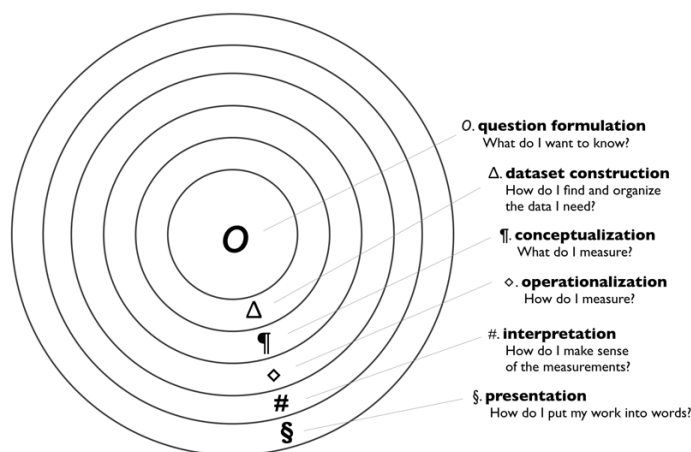 O. question formulation
What do I want to know?
Δ. dataset construction
How do I find and organize
the data I need?
¶. conceptualization
What do I measure?
◇. operationalization
How do I measure?
#. interpretation
How do I make sense
of the measurements?
§. presentation
How do I put my work into words?
O
Δ
¶
◇
#
§